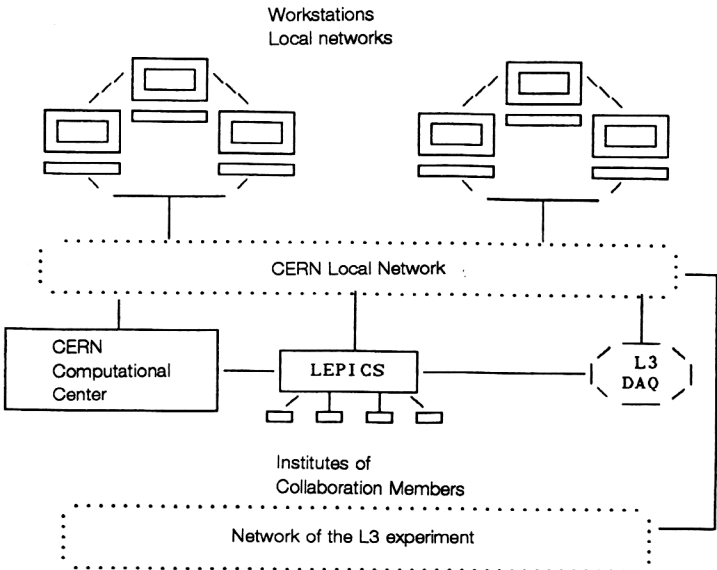 Workstations
Local networks
CERN Local Network
CERN
Computational
Center
LEPICS
L3
DAQ
Institutes of
Collaboration Members
Network of the L3 experiment